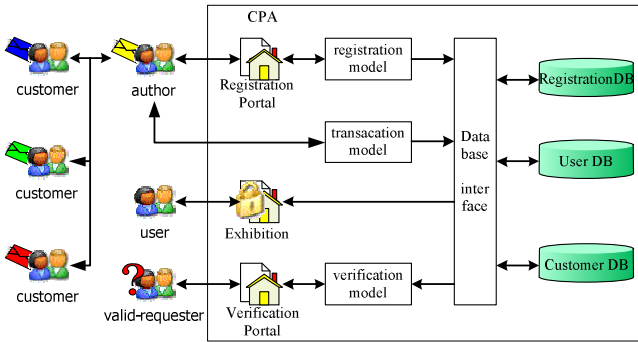 CPA
customer
author
Registration
Portal
registration
model
RegistrationDB
customer
transacation
model
Data
base
inter
face
User DB
user
Exhibition
customer
valid-requester
Verification
Portal
verification
model
Customer DB